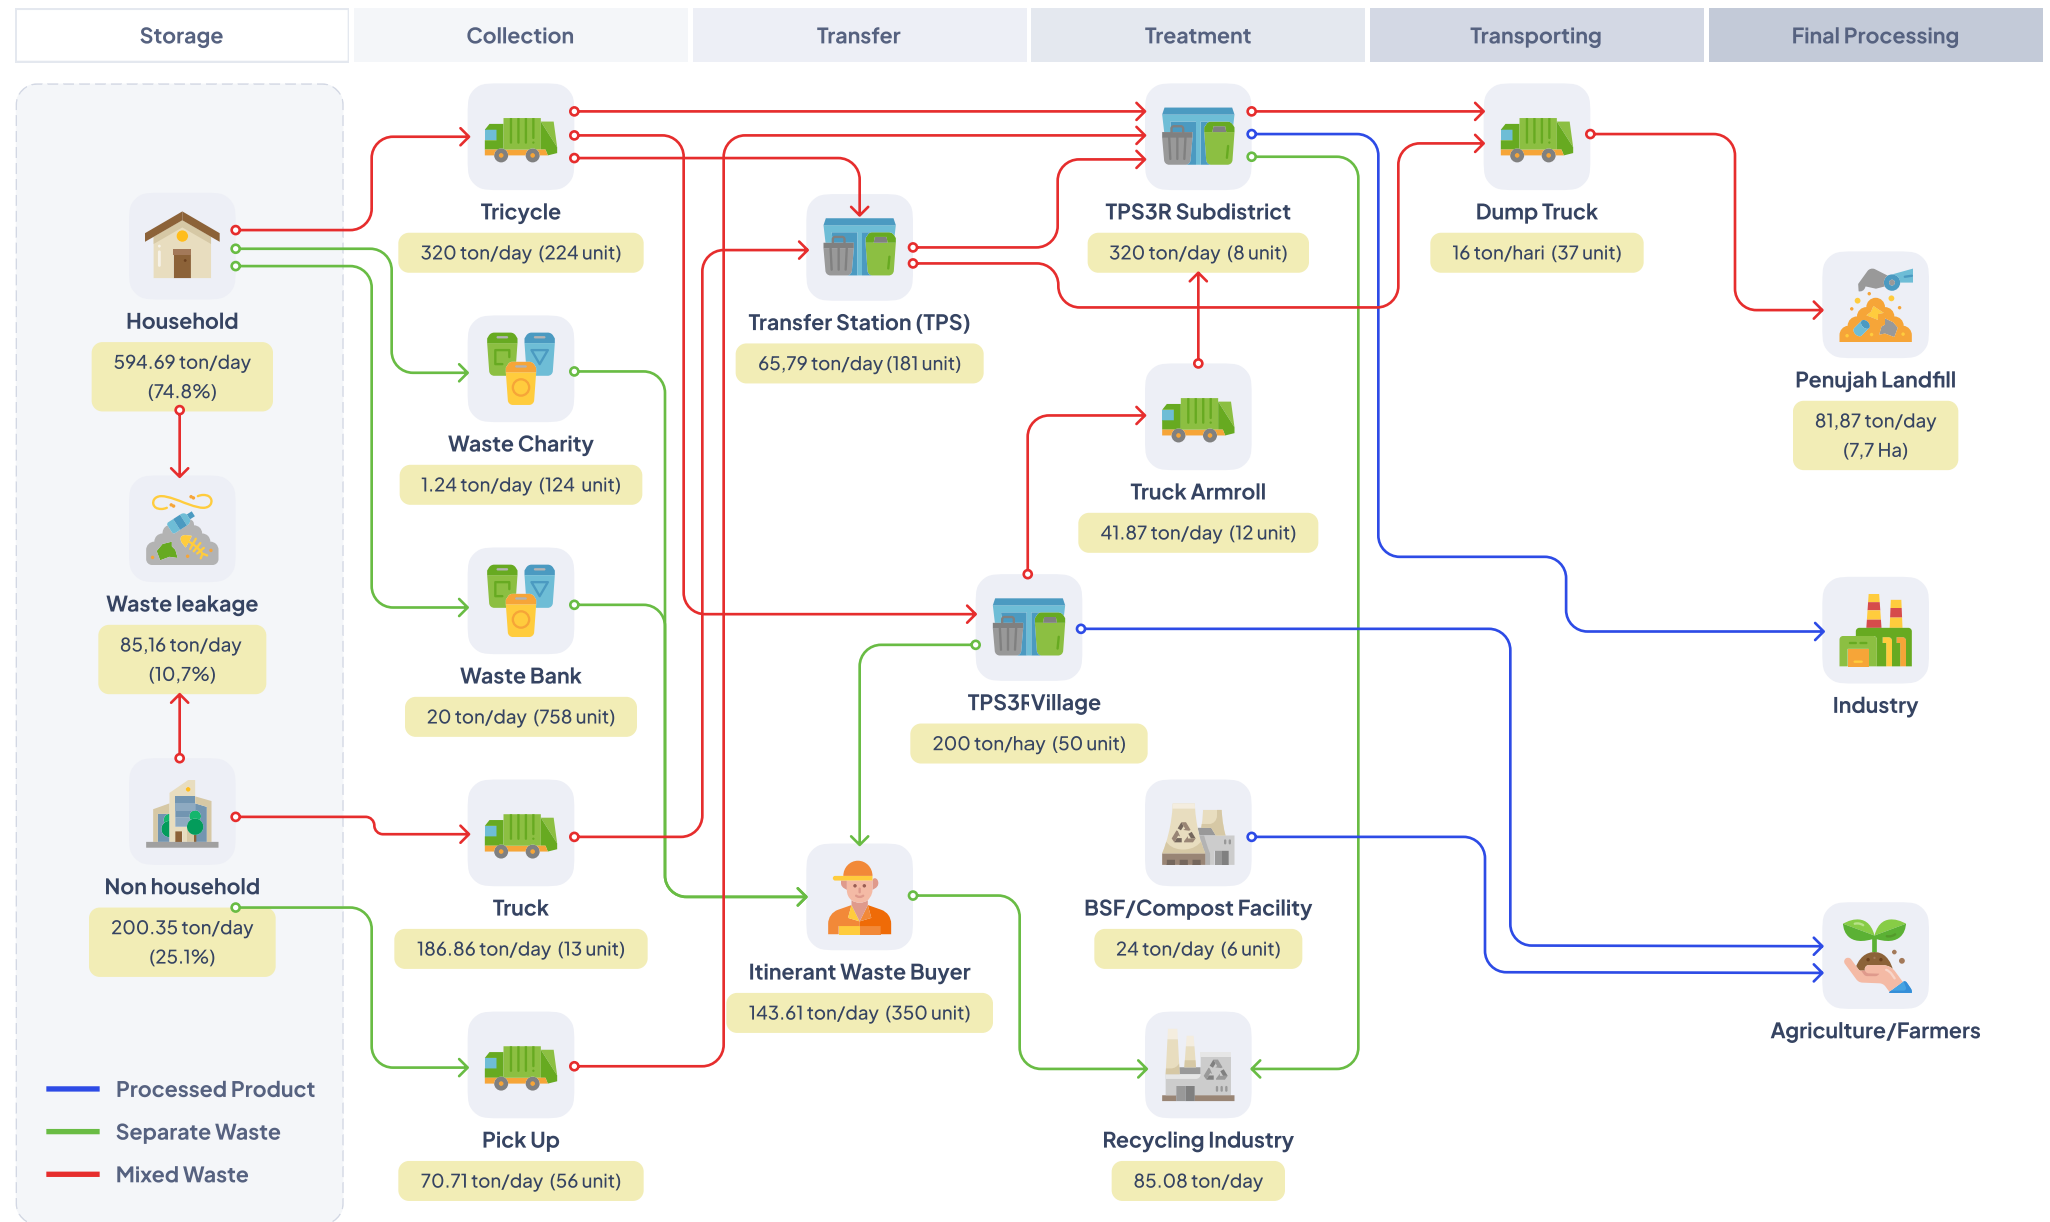 Storage
Collection
Transfer
Treatment
Transporting
Final Processing
Household
594.69 ton/day
(74.8%)
Waste leakage
85,16 ton/day
(10,7%)
Non household
200.35 ton/day
(25.1%)
Processed Product
Separate Waste
Mixed Waste
Tricycle
320 ton/day (224 unit)
Waste Charity
1.24 ton/day (124 unit)
Waste Bank
20 ton/day (758 unit)
Truck
186.86 ton/day (13 unit)
Pick Up
70.71 ton/day (56 unit)
Transfer Station (TPS)
65,79 ton/day (181 unit)
TPS3RVillage
200 ton/hay (50 unit)
Itinerant Waste Buyer
143.61 ton/day (350 unit)
TPS3R Subdistrict
320 ton/day (8 unit)
Truck Armroll
41.87 ton/day (12 unit)
BSF/Compost Facility
24 ton/day (6 unit)
Recycling Industry
85.08 ton/day
Dump Truck
16 ton/hari (37 unit)
Penujah Landfill
81,87 ton/day
(7,7 Ha)
Industry
Agriculture/Farmers